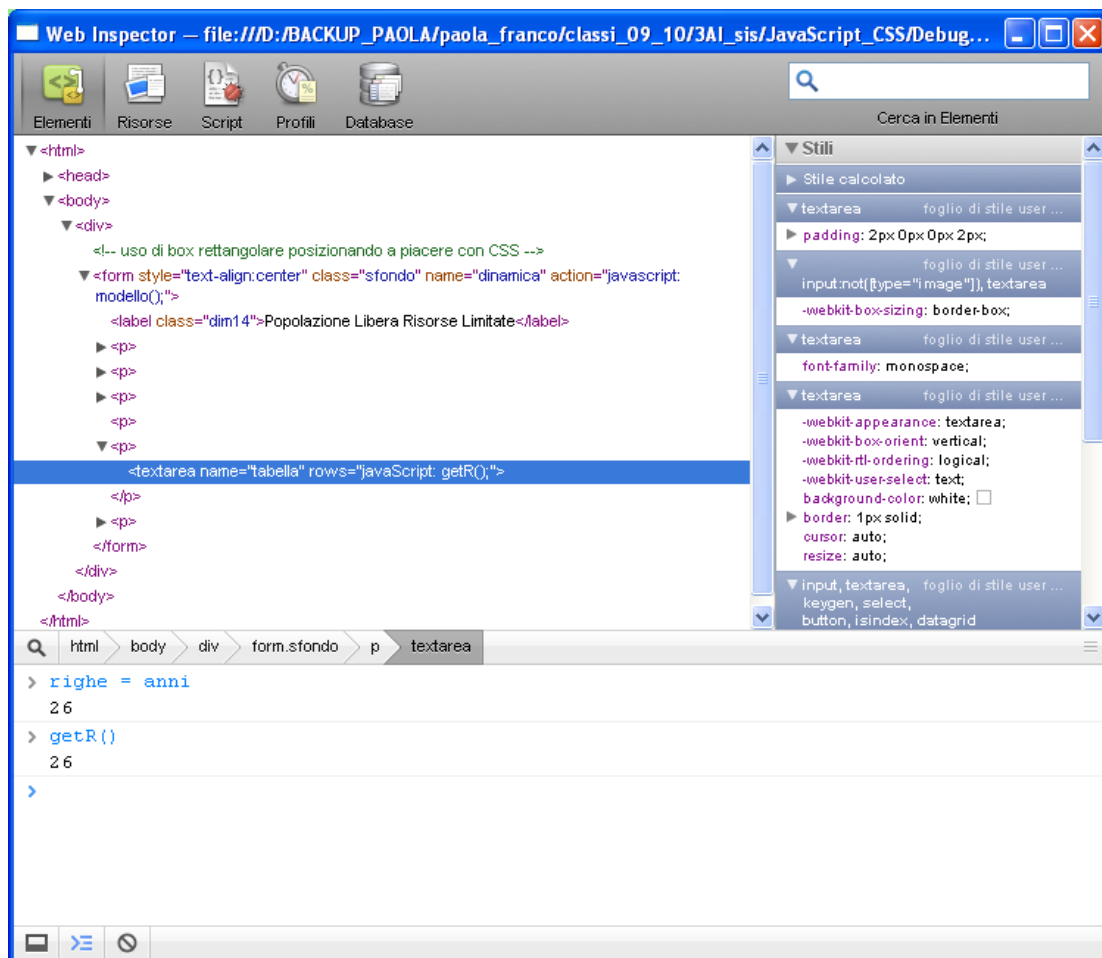 Web Inspector — file:///D:/BACKUP_PAOLA/paola_franco/classi_09_10/3AI_sis/JavaScript_CSS/Debug...
Elementi
Risorse
Script
Profili
Database
Cerca in Elementi
<html>
<head>
<body>
<div>
<!-- uso di box rettangolare posizionando a piacere con CSS -->
<form style="text-align:center" class="sfondo" name="dinamica" action="javascript:
modello();">
<label class="dim14">Popolazione Libera Risorse Limitate</label>
<p>
<p>
<p>
<p>
<p>
<textarea name="tabella" rows="javaScript: getR();">
</p>
<p>
</form>
</div>
</body>
</html>
Stili
Stile calcolato
textarea foglio di stile user ...
padding: 2px 0px 0px 2px;
foglio di stile user ...
input:not([type="image"]), textarea
-webkit-box-sizing: border-box;
textarea foglio di stile user ...
font-family: monospace;
textarea foglio di stile user ...
-webkit-appearance: textarea;
-webkit-box-orient: vertical;
-webkit-rtl-ordering: logical;
-webkit-user-select: text;
background-color: white;
border: 1px solid;
cursor: auto;
resize: auto;
input, textarea, foglio di stile user ...
keygen, select,
button, isindex, datagrid
html body div form.sfondo p textarea
> righe = anni
26
> getR()
26
>